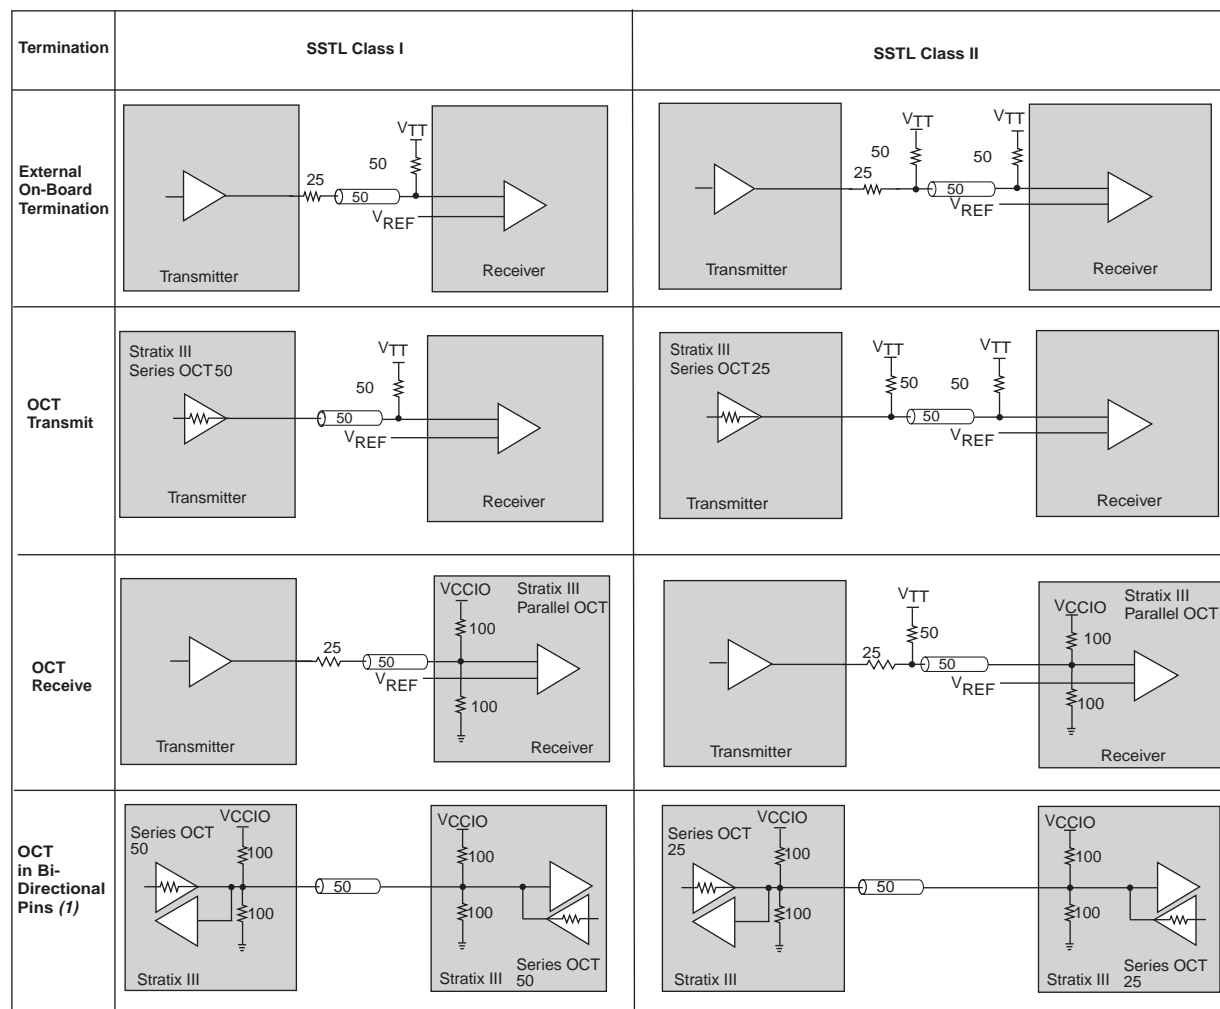 Termination
SSTL Class I
SSTL Class II
External
On-Board
Termination
VTT
50
25
50
VREF
Transmitter
Receiver
VTT
VTT
50
50
25
50
VREF
Transmitter
Receiver
OCT
Transmit
Stratix III
Series OCT 50
VTT
50
50
VREF
Transmitter
Receiver
Stratix III
Series OCT 25
VTT
VTT
50
50
50
VREF
Transmitter
Receiver
OCT
Receive
25
50
VREF
VCCIO
Stratix III
Parallel OCT
100
100
Transmitter
Receiver
VTT
50
25
50
VREF
Stratix III
Parallel OCT
VCCIO
100
100
Transmitter
Receiver
OCT
in Bi-
Directional
Pins (1)
Series OCT
50
VCCIO
100
100
Stratix III
50
VCCIO
100
100
Stratix III
Series OCT
50
Series OCT
25
VCCIO
100
100
Stratix III
50
VCCIO
100
100
Stratix III
Series OCT
25